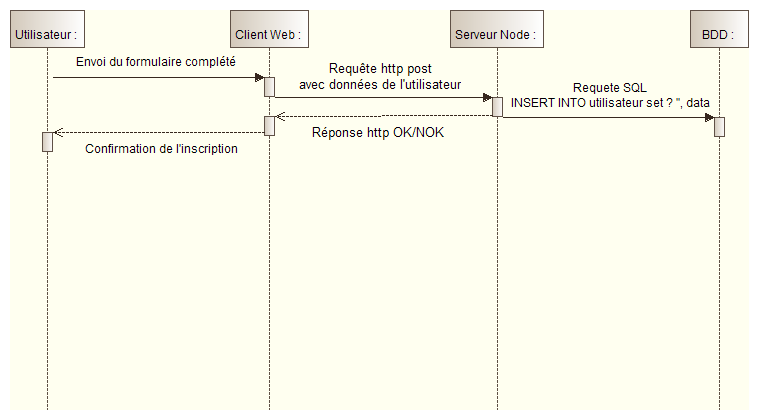 Utilisateur :
Client Web :
Serveur Node :
BDD :
Envoi du formulaire complété
Requête http post
avec données de l'utilisateur
Requete SQL
INSERT INTO utilisateur set ? ", data
Réponse http OK/NOK
Confirmation de l'inscription